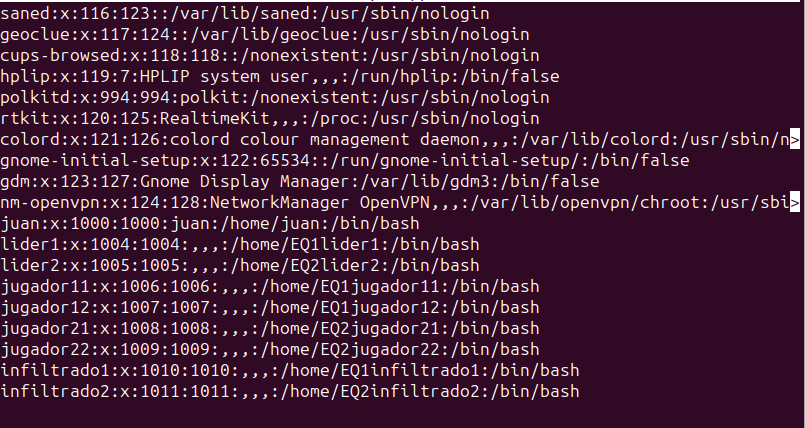 saned:x:116:123::/var/lib/saned:/usr/sbin/nologin
geoclue:x:117:124::/var/lib/geoclue:/usr/sbin/nologin
cups-browsed:x:118:118::/nonexistent:/usr/sbin/nologin
hplip:x:119:7:HPLIP system user,,,:/run/hplip:/bin/false
polkitd:x:994:994:polkit:/nonexistent:/usr/sbin/nologin
rtkit:x:120:125:RealtimeKit,,,:/proc:/usr/sbin/nologin
colord:x:121:126:colord colour management daemon,,,:/var/lib/colord:/usr/sbin/n>
gnome-initial-setup:x:122:65534::/run/gnome-initial-setup/:/bin/false
gdm:x:123:127:Gnome Display Manager:/var/lib/gdm3:/bin/false
nm-openvpn:x:124:128:NetworkManager OpenVPN,,,:/var/lib/openvpn/chroot:/usr/sbi>
juan:x:1000:1000:juan:/home/juan:/bin/bash
lider1:x:1004:1004:,,,:/home/EQ1lider1:/bin/bash
lider2:x:1005:1005:,,,:/home/EQ2lider2:/bin/bash
jugador11:x:1006:1006:,,,:/home/EQ1jugador11:/bin/bash
jugador12:x:1007:1007:,,,:/home/EQ1jugador12:/bin/bash
jugador21:x:1008:1008:,,,:/home/EQ2jugador21:/bin/bash
jugador22:x:1009:1009:,,,:/home/EQ2jugador22:/bin/bash
infiltrado1:x:1010:1010:,,,:/home/EQ1infiltrado1:/bin/bash
infiltrado2:x:1011:1011:,,,:/home/EQ2infiltrado2:/bin/bash